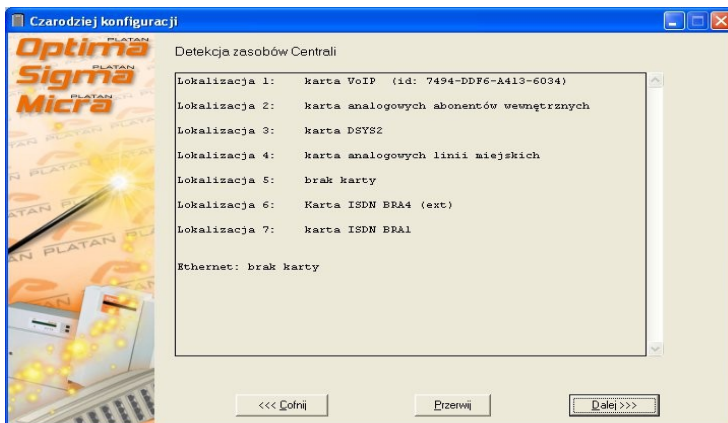 Czarodziej konfiguracji
Optima
PLATAN
Sigma
PLATAN
Micra
PLATAN
Detekcja zasobów Centrali
Lokalizacja 1: karta VoIP (id: 7494-DDF6-A413-6034)
Lokalizacja 2: karta analogowych abonentów wewnętrznych
Lokalizacja 3: karta DSYS2
Lokalizacja 4: karta analogowych linii miejskich
Lokalizacja 5: brak karty
Lokalizacja 6: Karta ISDN BRA4 (ext)
Lokalizacja 7: karta ISDN BRA1
Ethernet: brak karty
<<< Cofnij
Przerwij
Dalej >>>